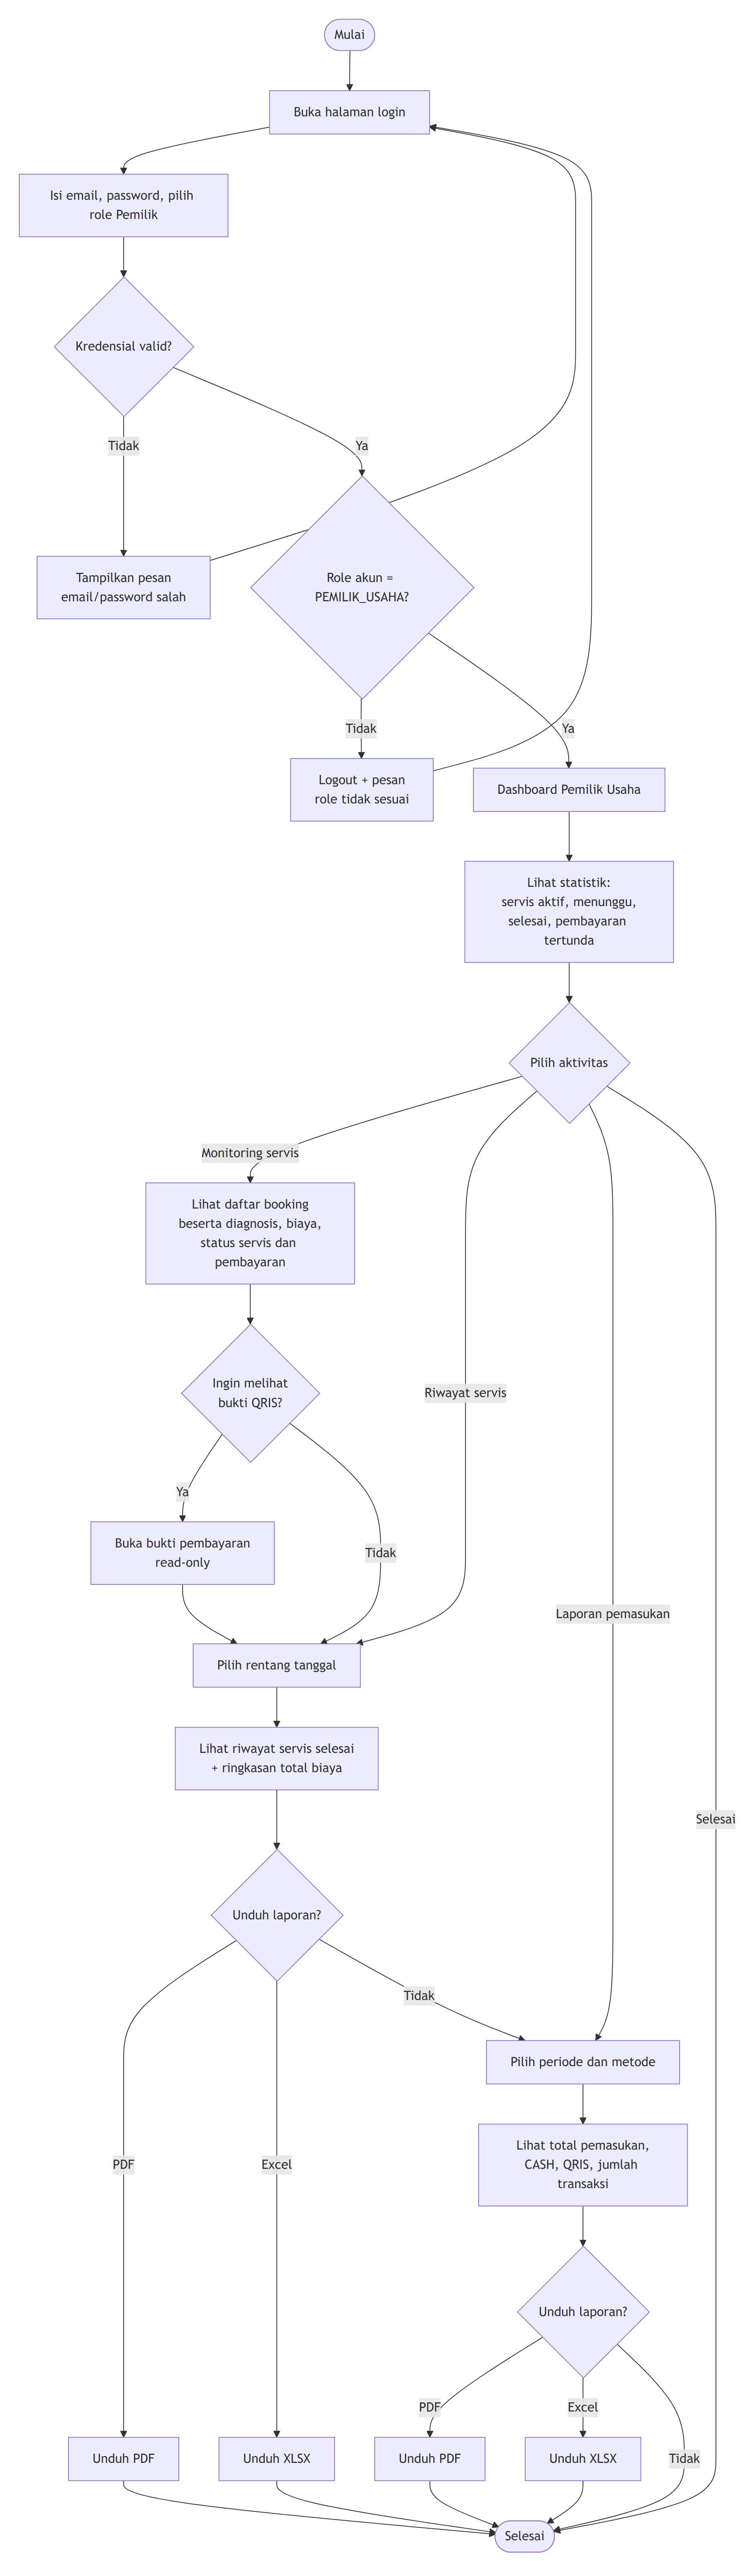 Mulai
Buka halaman login
Isi email, password, pilih
role Pemilik
Kredensial valid?
Tidak
Ya
Tampilkan pesan
email/password salah
Role akun =
PEMILIK_USAHA?
Tidak
Ya
Logout + pesan
role tidak sesuai
Dashboard Pemilik Usaha
Lihat statistik:
servis aktif, menunggu,
selesai, pembayaran
tertunda
Pilih aktivitas
Monitoring servis
Lihat daftar booking
beserta diagnosis, biaya,
status servis dan
pembayaran
Ingin melihat
bukti QRIS?
Riwayat servis
Ya
Buka bukti pembayaran
read-only
Tidak
Laporan pemasukan
Pilih rentang tanggal
Lihat riwayat servis selesai
+ ringkasan total biaya
Selesai
Unduh laporan?
Tidak
Pilih periode dan metode
PDF
Excel
Lihat total pemasukan,
CASH, QRIS, jumlah
transaksi
Unduh laporan?
PDF
Excel
Tidak
Unduh PDF
Unduh XLSX
Unduh PDF
Unduh XLSX
Selesai